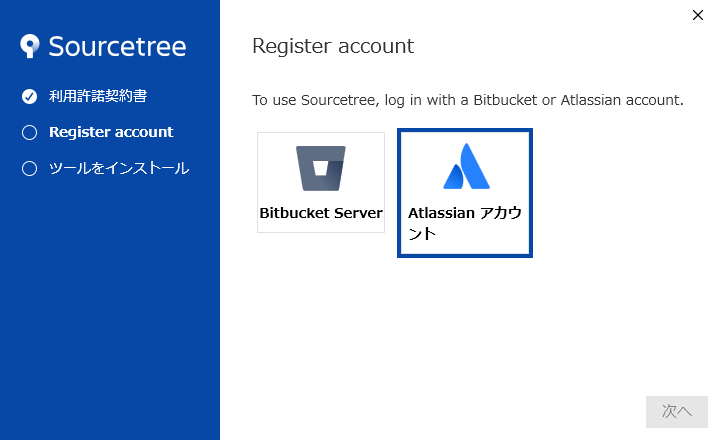 Sourcetree
利用許諾契約書
Register account
ツールをインストール
Register account
To use Sourcetree, log in with a Bitbucket or Atlassian account.
Bitbucket Server
Atlassian アカウ
ント
次へ